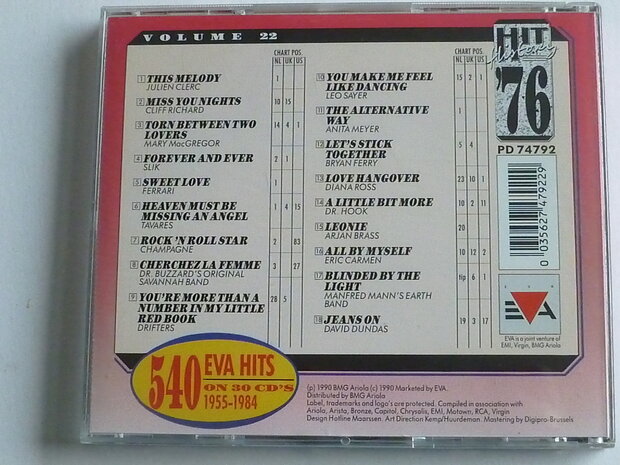 VOLUME 22
CHART POS.
NL UK US
1 THIS MELODY 1
JULIEN CLERC
2 MISS YOU NIGHTS 10 15
CLIFF RICHARD
3 TORN BETWEEN TWO LOVERS 14 4 1
MARY MacGREGOR
4 FOREVER AND EVER 2 1
SLIK
5 SWEET LOVE 1
FERRARI
6 HEAVEN MUST BE MISSING AN ANGEL 1 4 15
TAVARES
7 ROCK 'N ROLL STAR 2 83
CHAMPAGNE
8 CHERCHEZ LA FEMME 3 27
DR. BUZZARD'S ORIGINAL SAVANNAH BAND
9 YOU'RE MORE THAN A NUMBER IN MY LITTLE RED BOOK 28 5
DRIFTERS
CHART POS.
NL UK US
10 YOU MAKE ME FEEL LIKE DANCING 15 2 1
LEO SAYER
11 THE ALTERNATIVE WAY 1
ANITA MEYER
12 LET'S STICK TOGETHER 5 4
BRYAN FERRY
13 LOVE HANGOVER 23 10 1
DIANA ROSS
14 A LITTLE BIT MORE 10 2 11
DR. HOOK
15 LEONIE 20
ARJAN BRASS
16 ALL BY MYSELF 10 12 2
ERIC CARMEN
17 BLINDED BY THE LIGHT tip 6 1
MANFRED MANN'S EARTH BAND
18 JEANS ON 19 3 17
DAVID DUNDAS
HIT
History
'76
PD 74792
0 035627 479229
EVA
EVA is a joint venture of
EMI, Virgin, BMG Ariola
540 EVA HITS
ON 30 CD'S
1955-1984
(p) 1990 BMG Ariola (c) 1990 Marketed by EVA.
Distributed by BMG Ariola
Label, trademarks and logo's are protected. Compiled in association with
Ariola, Arista, Bronze, Capitol, Chrysalis, EMI, Motown, RCA, Virgin
Design Hotline Maarssen. Art Direction Kemp/Huurdeman. Mastering by Digipro-Brussels